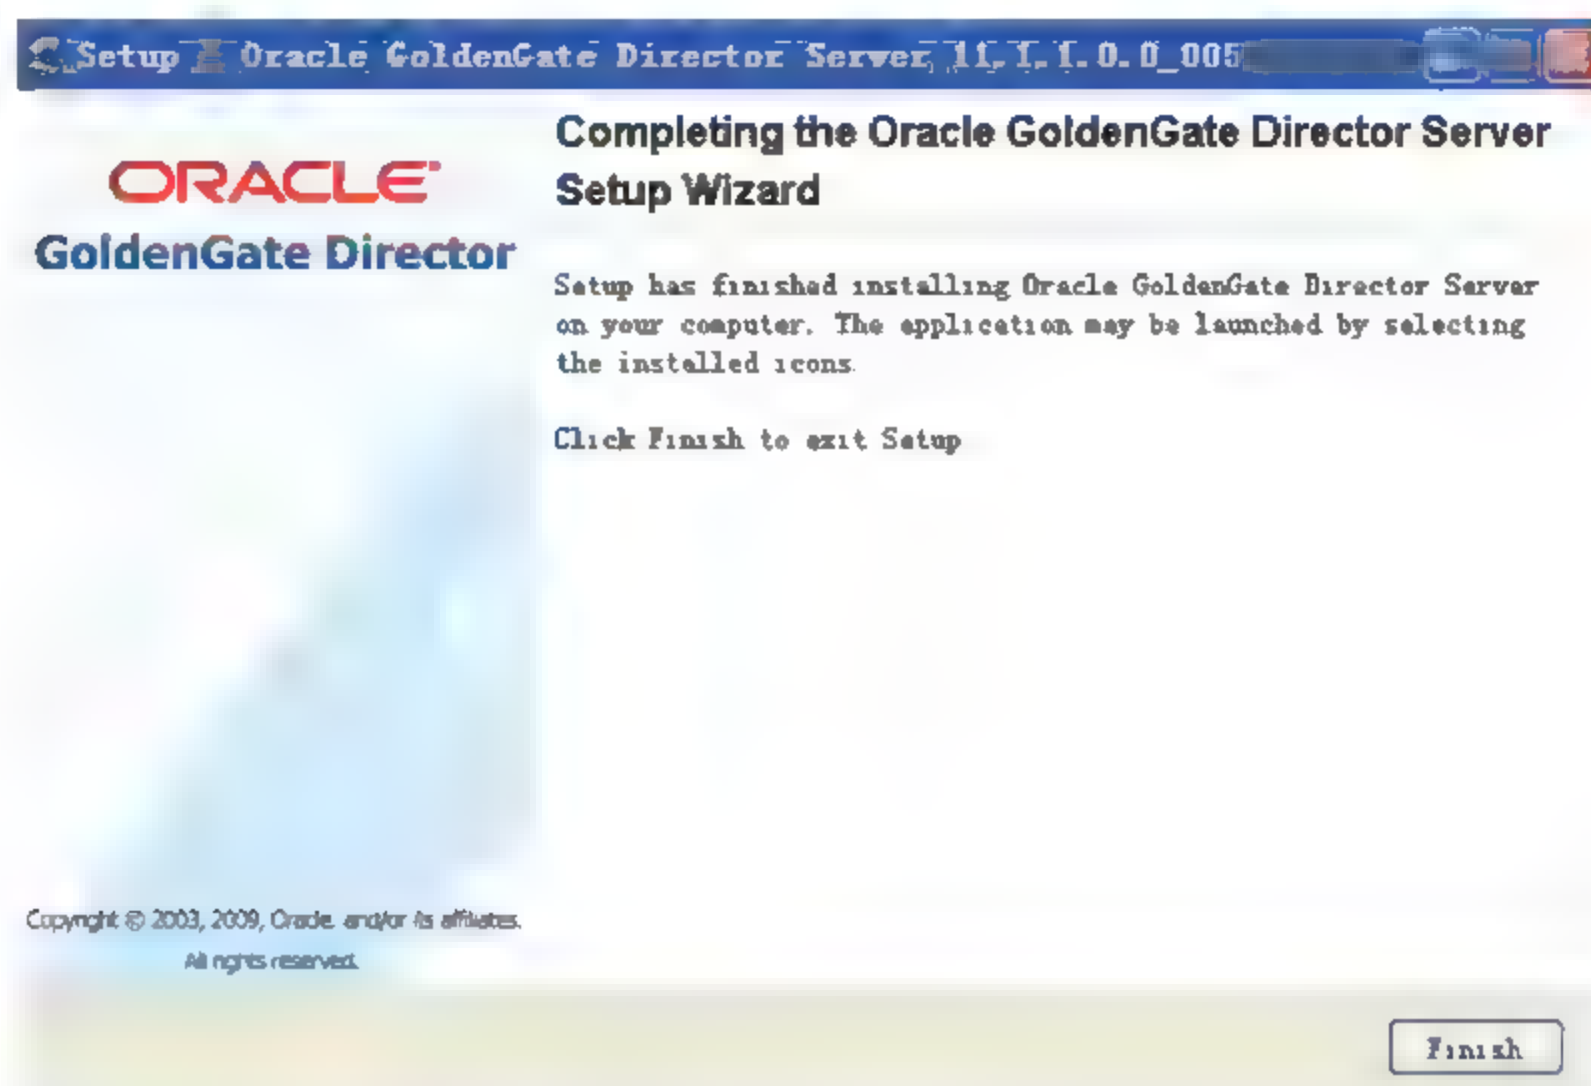 Setup - Oracle GoldenGate Director Server 11.1.1.0.0_005
ORACLE
GoldenGate Director
Completing the Oracle GoldenGate Director Server
Setup Wizard
Setup has finished installing Oracle GoldenGate Director Server
on your computer. The application may be launched by selecting
the installed icons.
Click Finish to exit Setup
Copyright © 2003, 2009, Oracle and/or its affiliates.
All rights reserved.
Finish